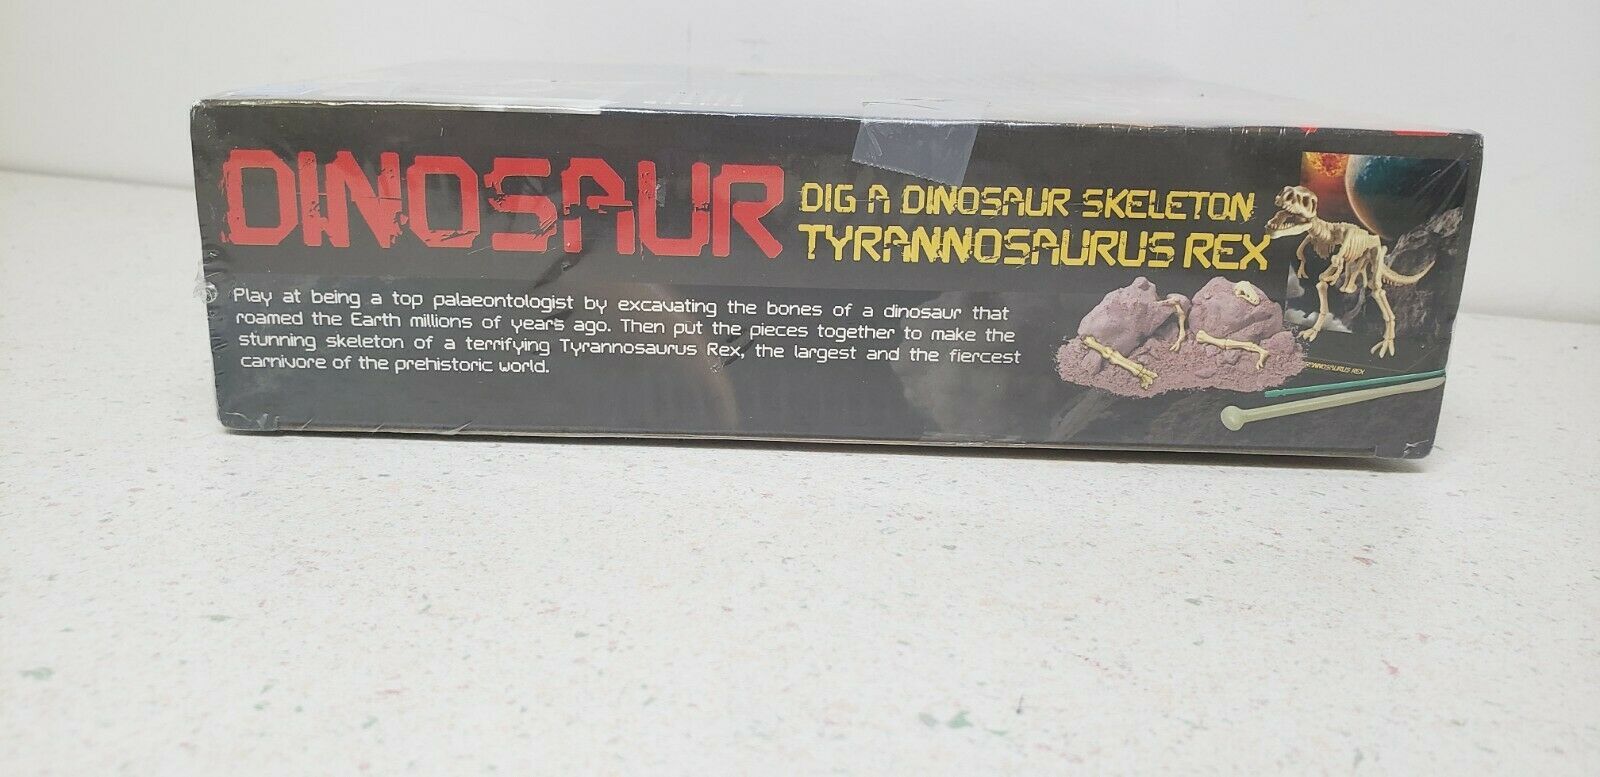 DINOSAUR
DIG A DINOSAUR SKELETON
TYRANNOSAURUS REX
Play at being a top palaeontologist by excavating the bones of a dinosaur that
roamed the Earth millions of years ago. Then put the pieces together to make the
stunning skeleton of a terrifying Tyrannosaurus Rex, the largest and the fiercest
carnivore of the prehistoric world.
REX